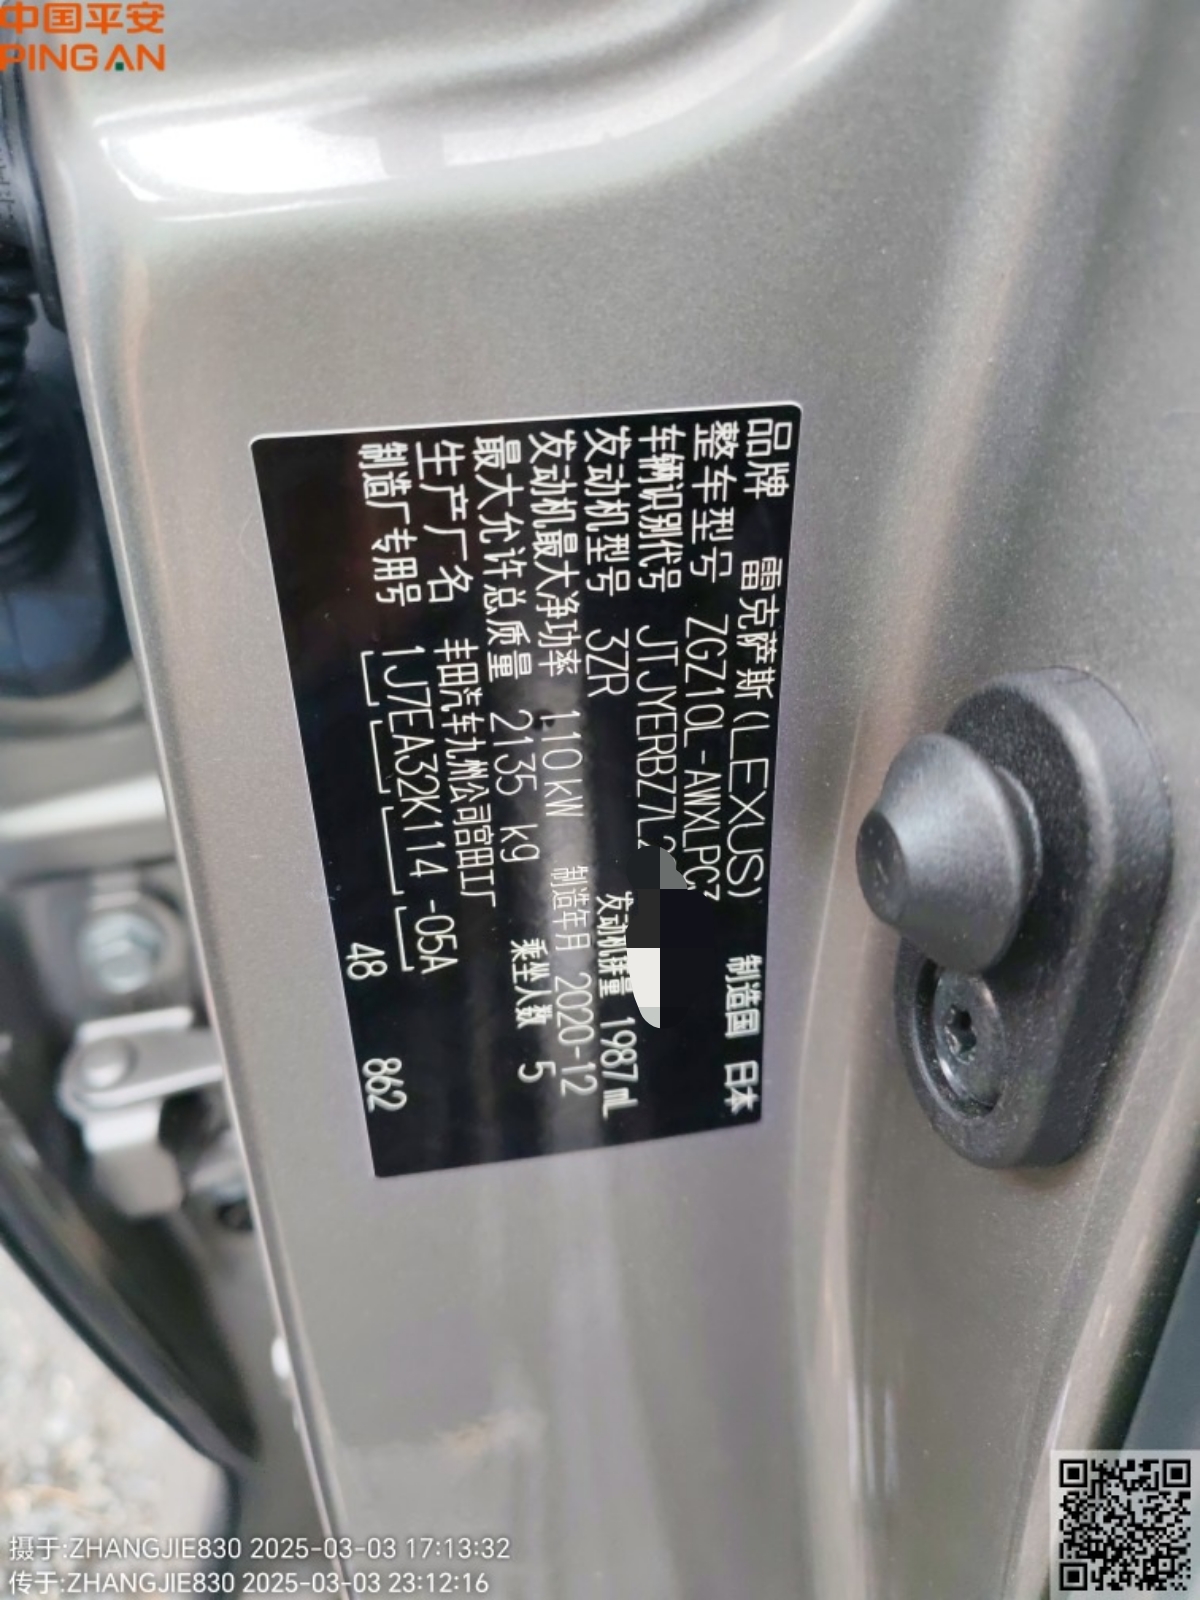 中国平安
PING AN
品牌 雷克萨斯(LEXUS) 制造国 日本
整车型号 ZGZ10L-AWXLPC7
车辆识别代号 JTJYERBZ7L2
发动机型号 3ZR 发动机排量 1987mL
发动机最大净功率 110kW 制造年月 2020-12
最大允许总质量 2135 kg 乘坐人数 5
生产厂名 丰田汽车九州公司宫田工厂
制造厂专用号 1J7EA32K114-05A
48 862
摄于:ZHANGJIE830 2025-03-03 17:13:32
传于:ZHANGJIE830 2025-03-03 23:12:16